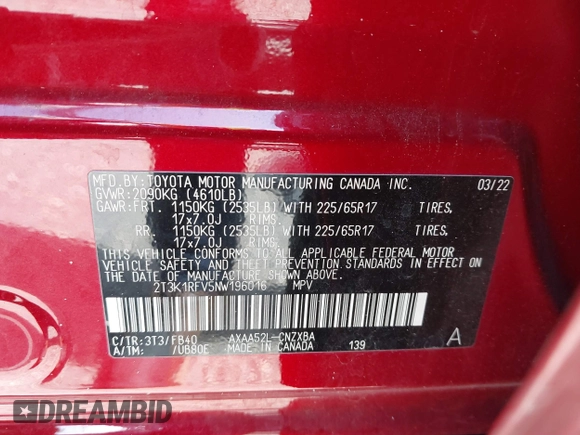 MFD.BY:TOYOTA MOTOR MANUFACTURING CANADA INC. 03/22
GVWR:2090KG (4610LB)
GAWR:FRT. 1150KG (2535LB) WITH 225/65R17 TIRES.
17x7.0J RIMS.
RR. 1150KG (2535LB) WITH 225/65R17 TIRES.
17x7.0J RIMS.
THIS VEHICLE CONFORMS TO ALL APPLICABLE FEDERAL MOTOR
VEHICLE SAFETY AND THEFT PREVENTION STANDARDS IN EFFECT
ON THE DATE OF MANUFACTURE SHOWN ABOVE.
2T3K1RFV5NW196016 MPV
C/TR:3T3/FB40 AXAA52L-CNZXBA A
A/TM: /UB80E MADE IN CANADA 139
DREAMBID